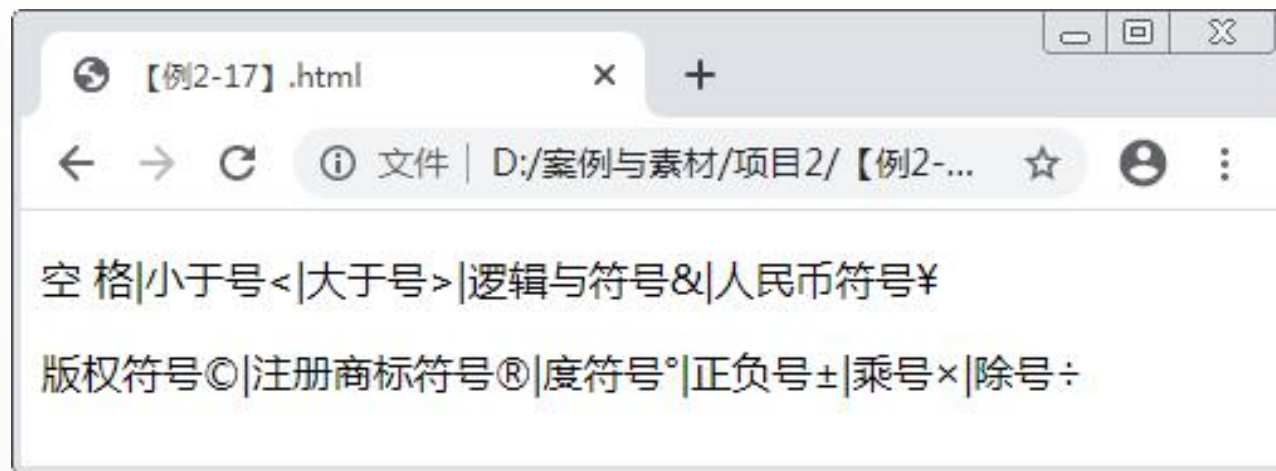 【例2-17】.html
文件 | D:/案例与素材/项目2/【例2-...
空 格|小于号<|大于号>|逻辑与符号&|人民币符号¥
版权符号©|注册商标符号®|度符号°|正负号±|乘号×|除号÷